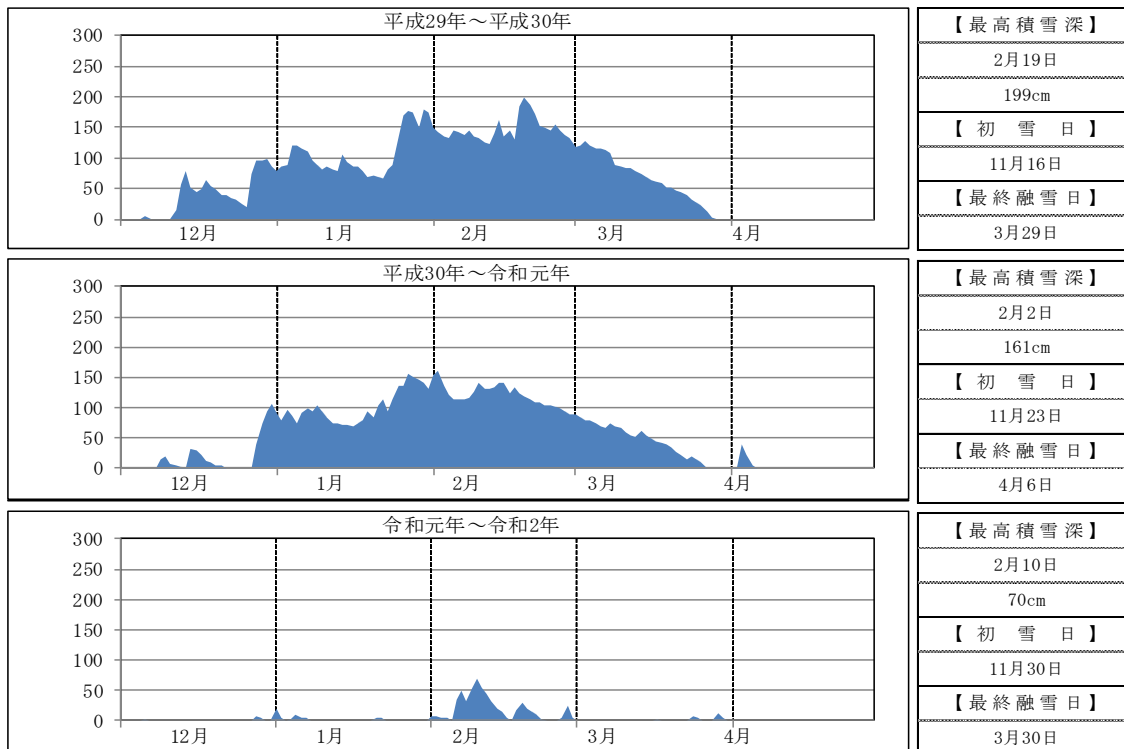 平成29年～平成30年
300
250
200
150
100
50
0
12月 1月 2月 3月 4月
【最高積雪深】
2月19日
199cm
【初雪日】
11月16日
【最終融雪日】
3月29日
平成30年～令和元年
300
250
200
150
100
50
0
12月 1月 2月 3月 4月
【最高積雪深】
2月2日
161cm
【初雪日】
11月23日
【最終融雪日】
4月6日
令和元年～令和2年
300
250
200
150
100
50
0
12月 1月 2月 3月 4月
【最高積雪深】
2月10日
70cm
【初雪日】
11月30日
【最終融雪日】
3月30日